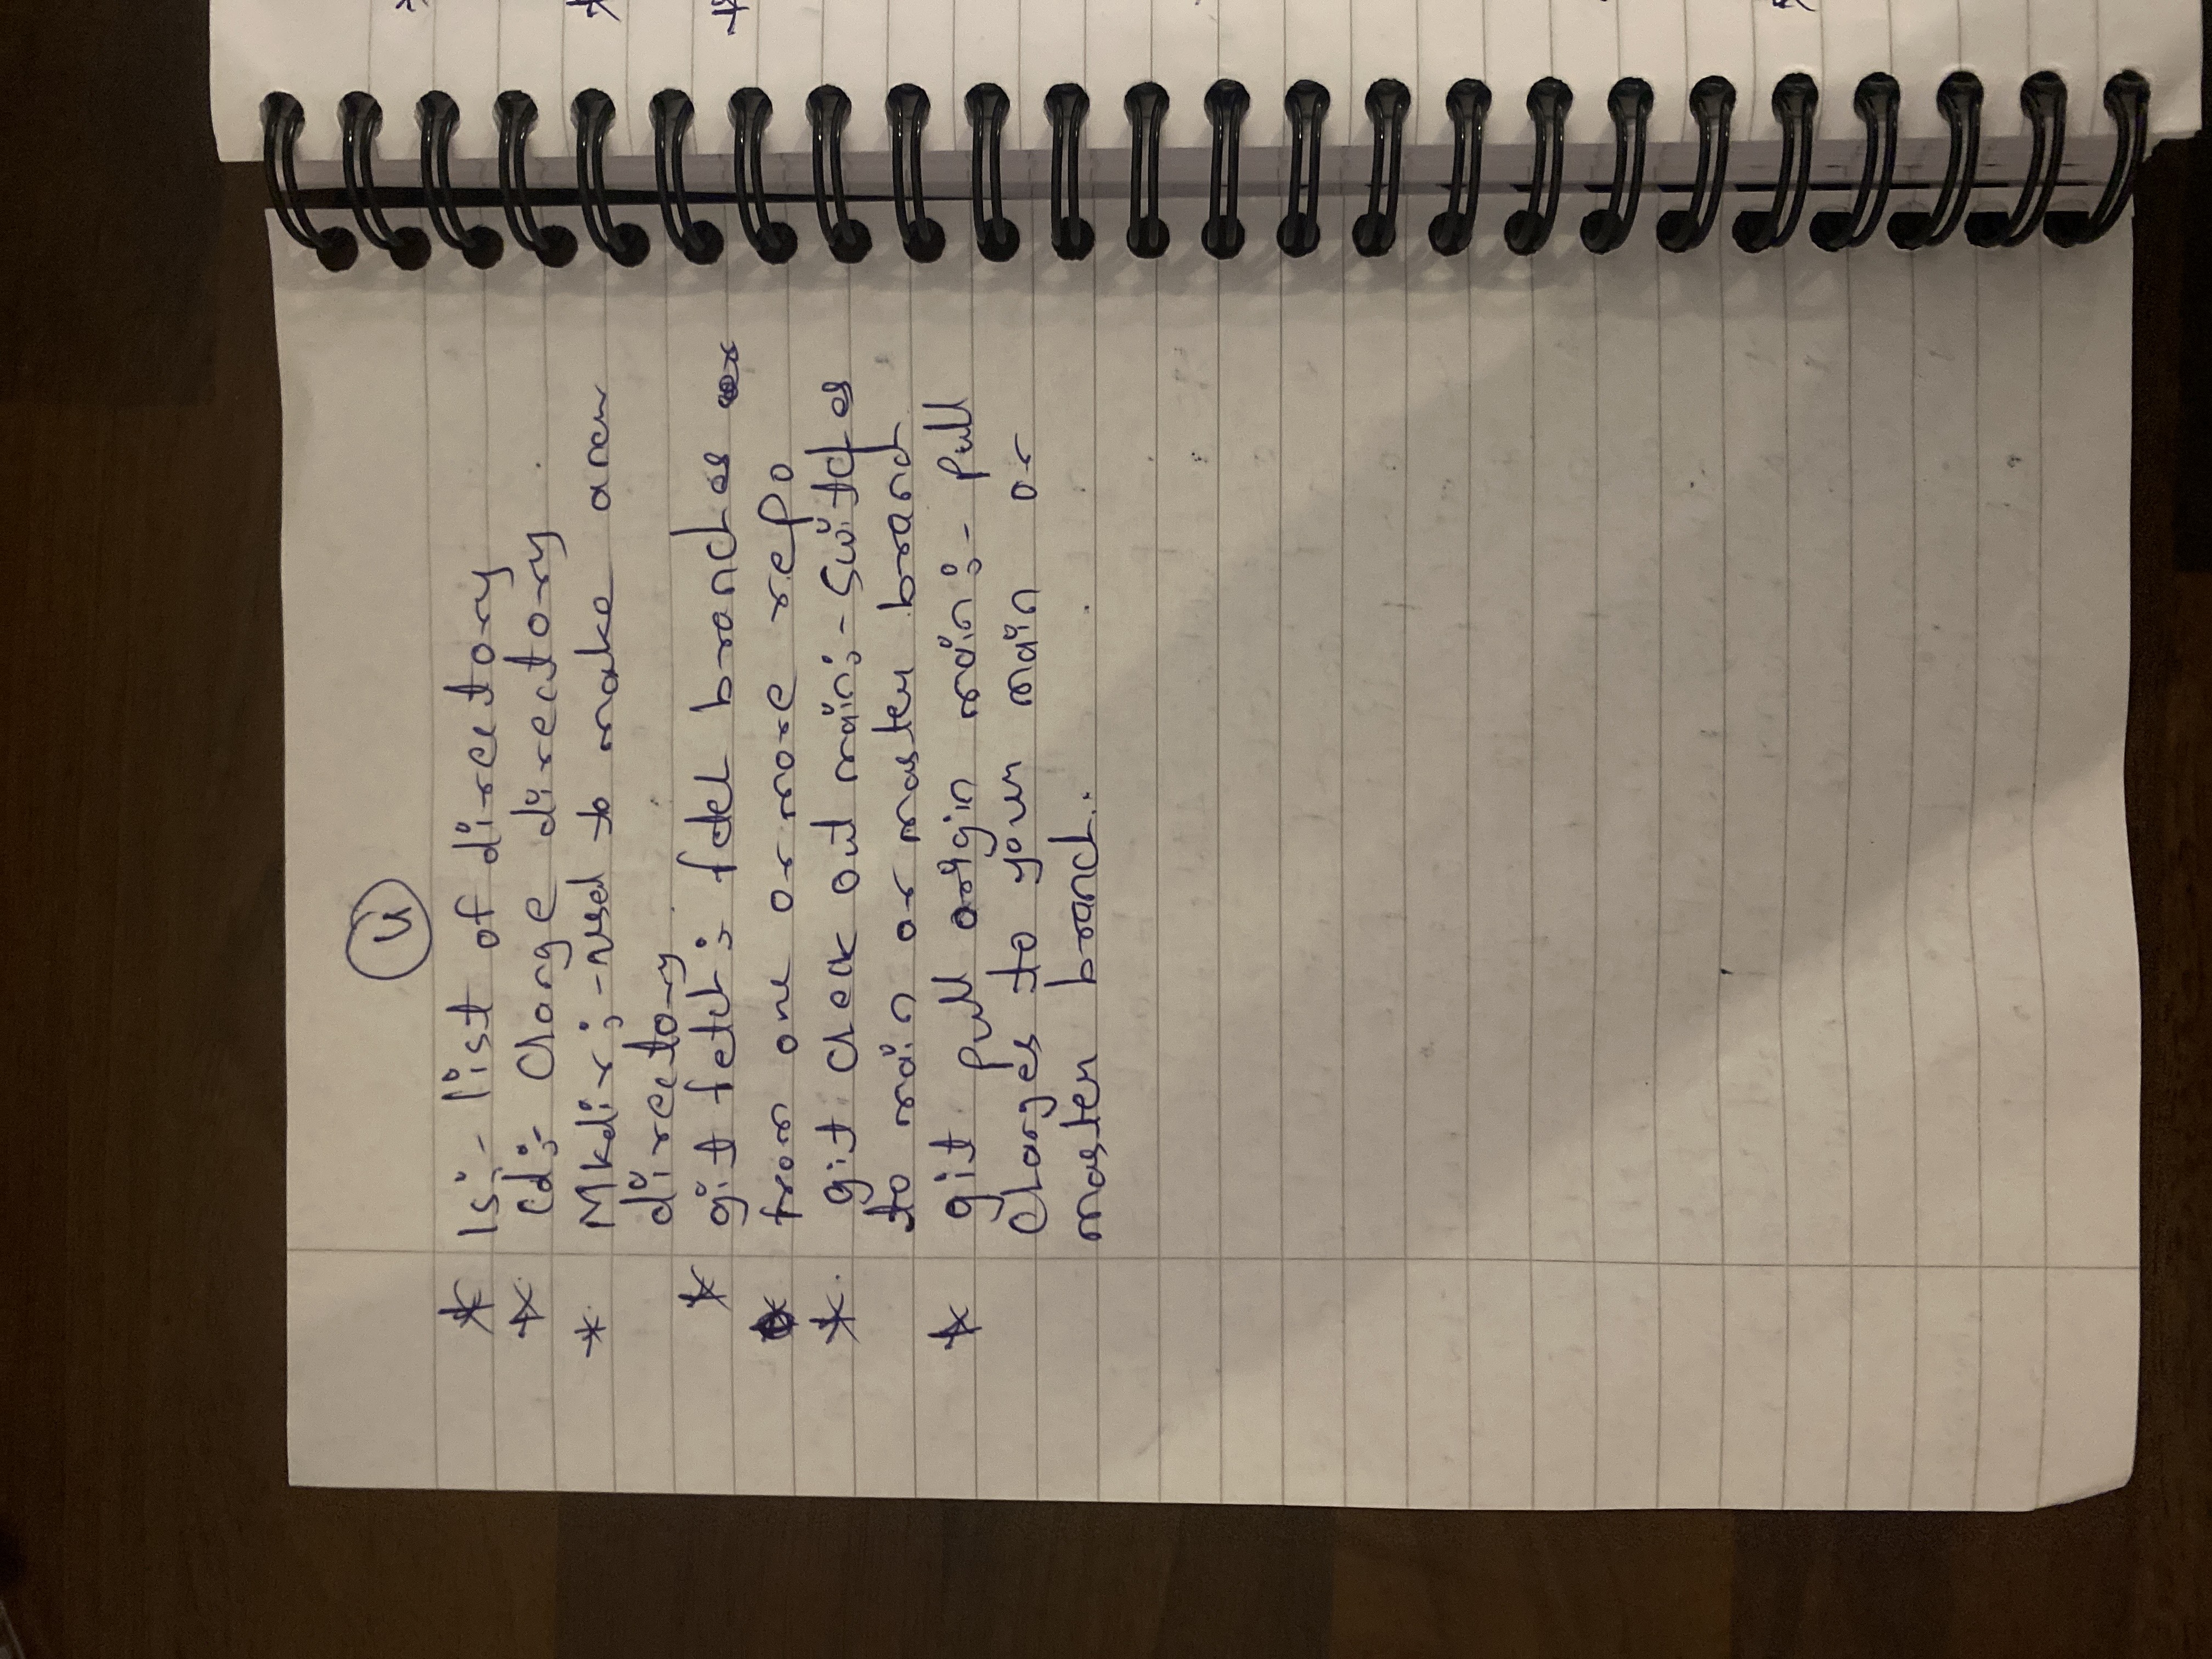 4
* ls:- list of directory
* cd:- Change directory.
* Mkdir:- used to make a new
directory.
* git fetch: fetch branches
from one or more repo
* git check out main:- Switches
to main or master branch
* git pull origin main:- pull
changes to your main or
master branch.